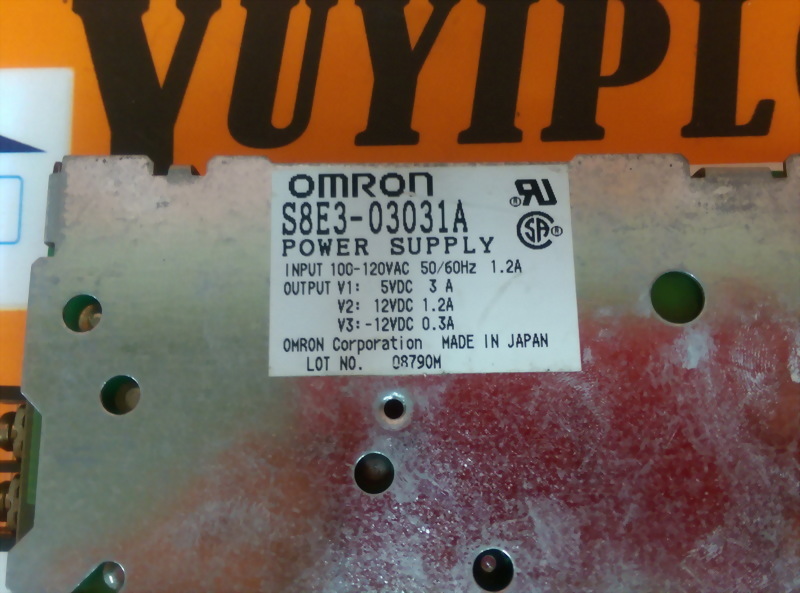 YUYIPL
OMRON
S8E3-03031A
POWER SUPPLY
INPUT 100-120VAC 50/60Hz 1.2A
OUTPUT V1: 5VDC 3 A
V2: 12VDC 1.2A
V3: -12VDC 0.3A
OMRON Corporation MADE IN JAPAN
LOT NO. 08790M